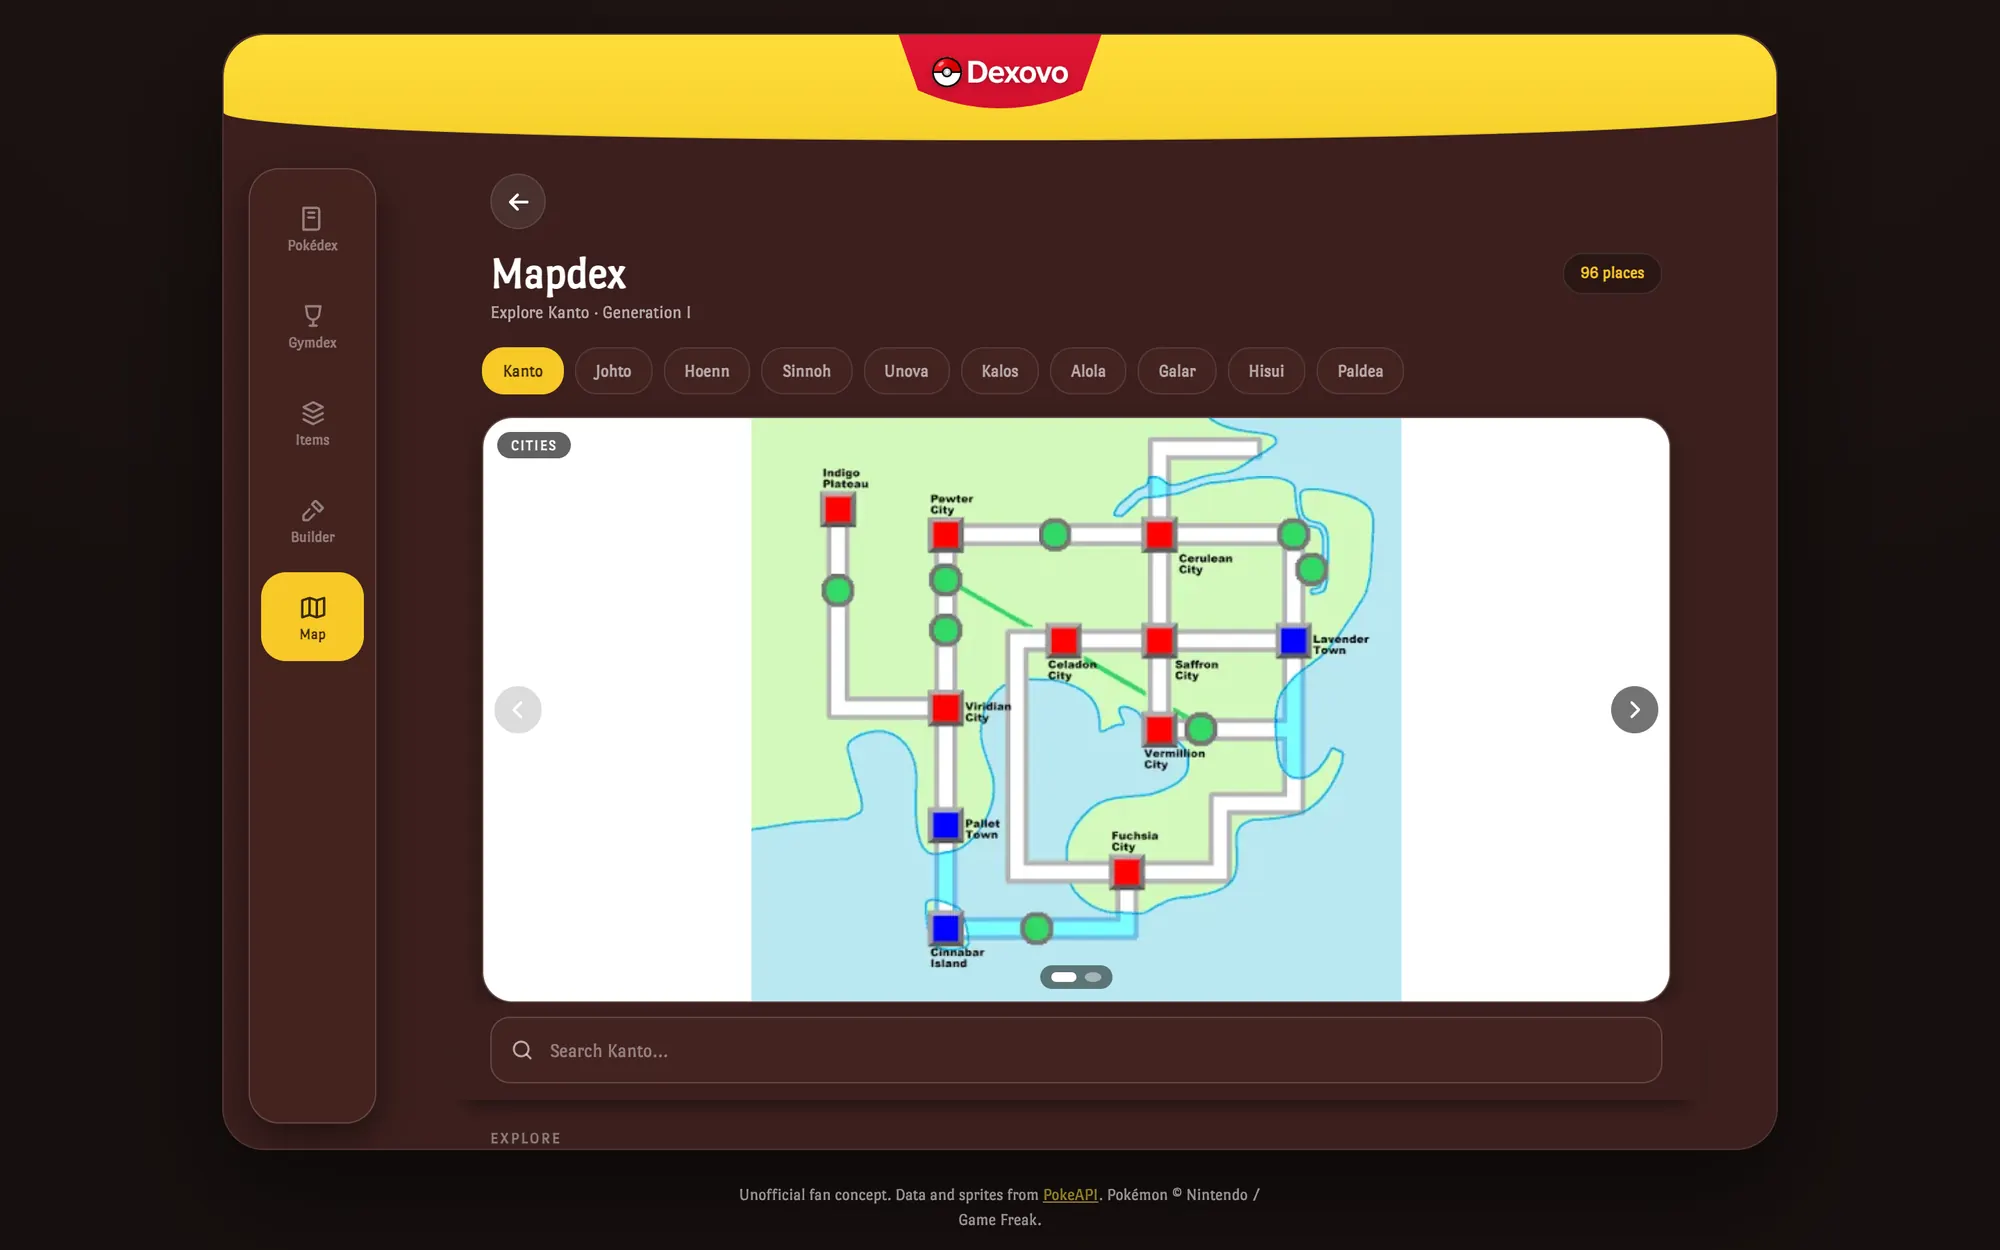 Dexovo
Pokédex
Gymdex
Items
Builder
Map
Mapdex
Explore Kanto · Generation I
96 places
Kanto
Johto
Hoenn
Sinnoh
Unova
Kalos
Alola
Galar
Hisui
Paldea
CITIES
Indigo
Plateau
Pewter
City
Cerulean
City
Celadon
City
Saffron
City
Lavender
Town
Viridian
City
Vermillion
City
Pallet
Town
Fuchsia
City
Cinnabar
Island
Search Kanto...
EXPLORE
Unofficial fan concept. Data and sprites from PokeAPI. Pokémon © Nintendo /
Game Freak.